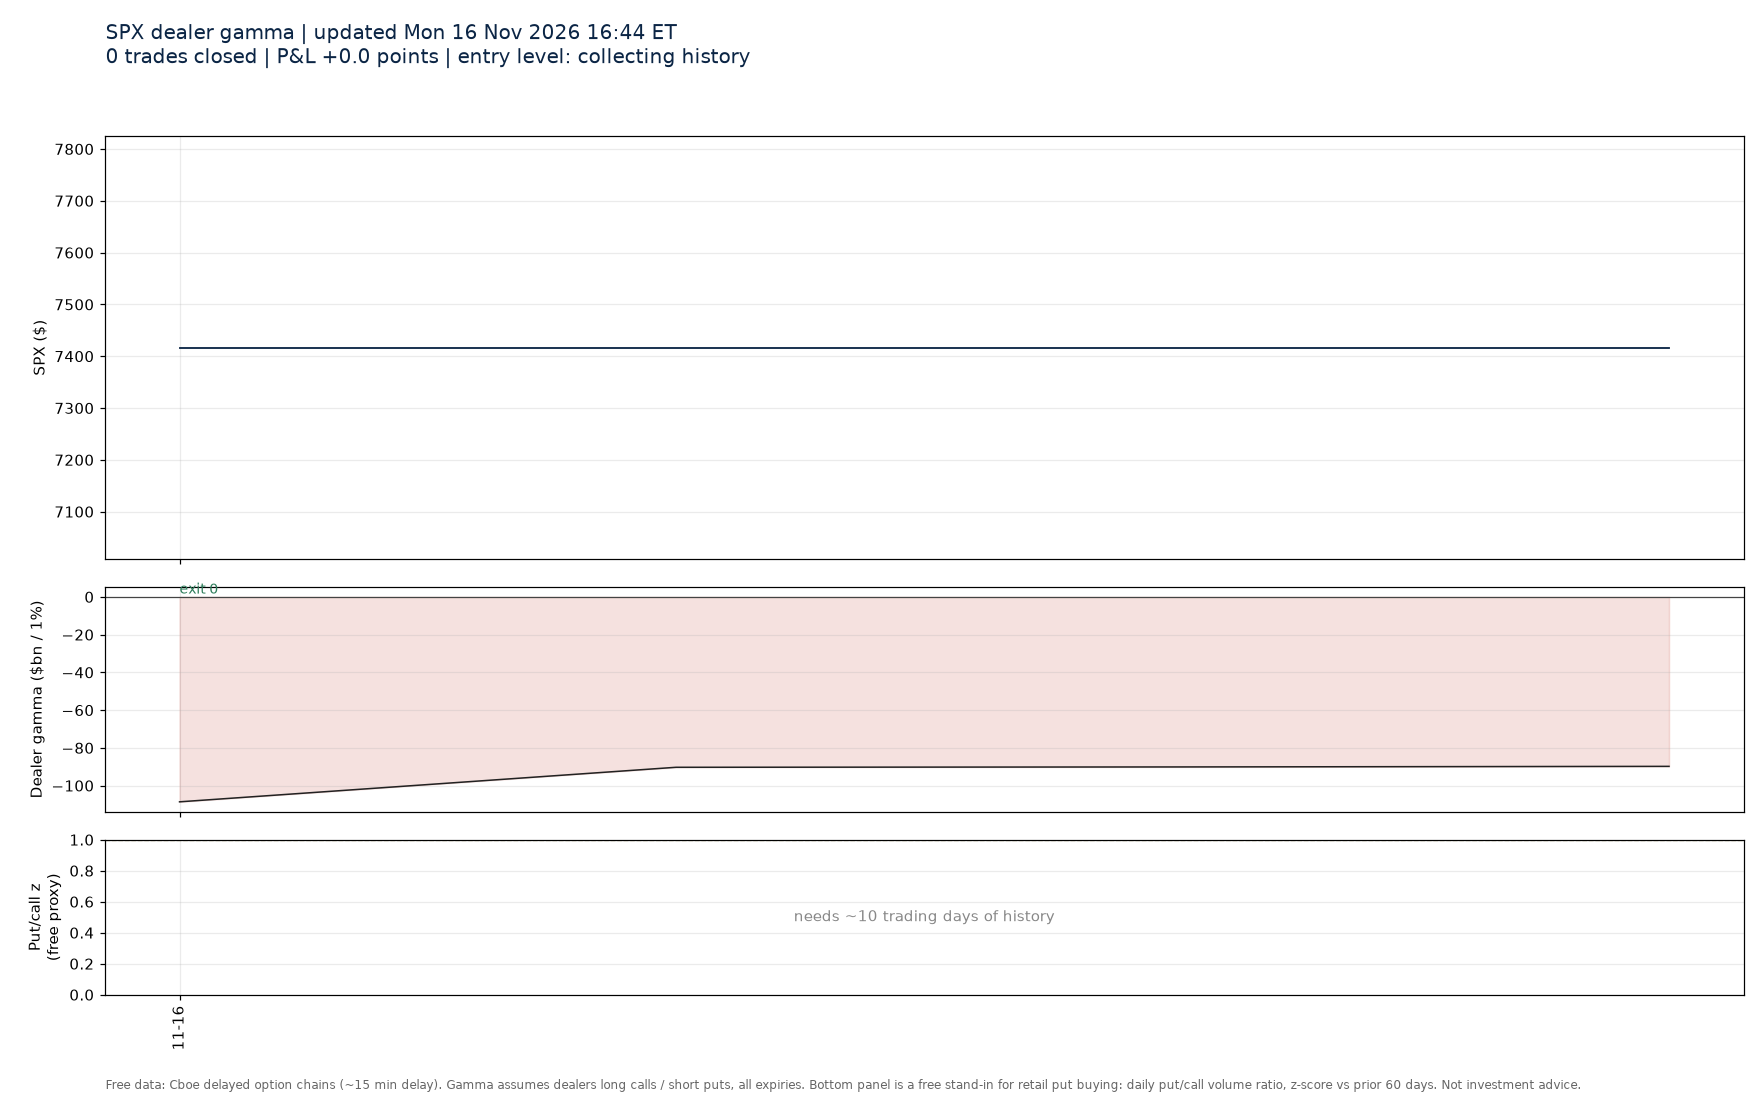 SPX dealer gamma | updated Mon 16 Nov 2026 16:44 ET
0 trades closed | P&L +0.0 points | entry level: collecting history
7800
7700
7600
7500
7400
7300
7200
7100
SPX ($)
exit 0
0
−20
−40
−60
−80
−100
Dealer gamma ($bn / 1%)
1.0
0.8
0.6
0.4
0.2
0.0
Put/call z
(free proxy)
needs ~10 trading days of history
11-16
Free data: Cboe delayed option chains (~15 min delay). Gamma assumes dealers long calls / short puts, all expiries. Bottom panel is a free stand-in for retail put buying: daily put/call volume ratio, z-score vs prior 60 days. Not investment advice.